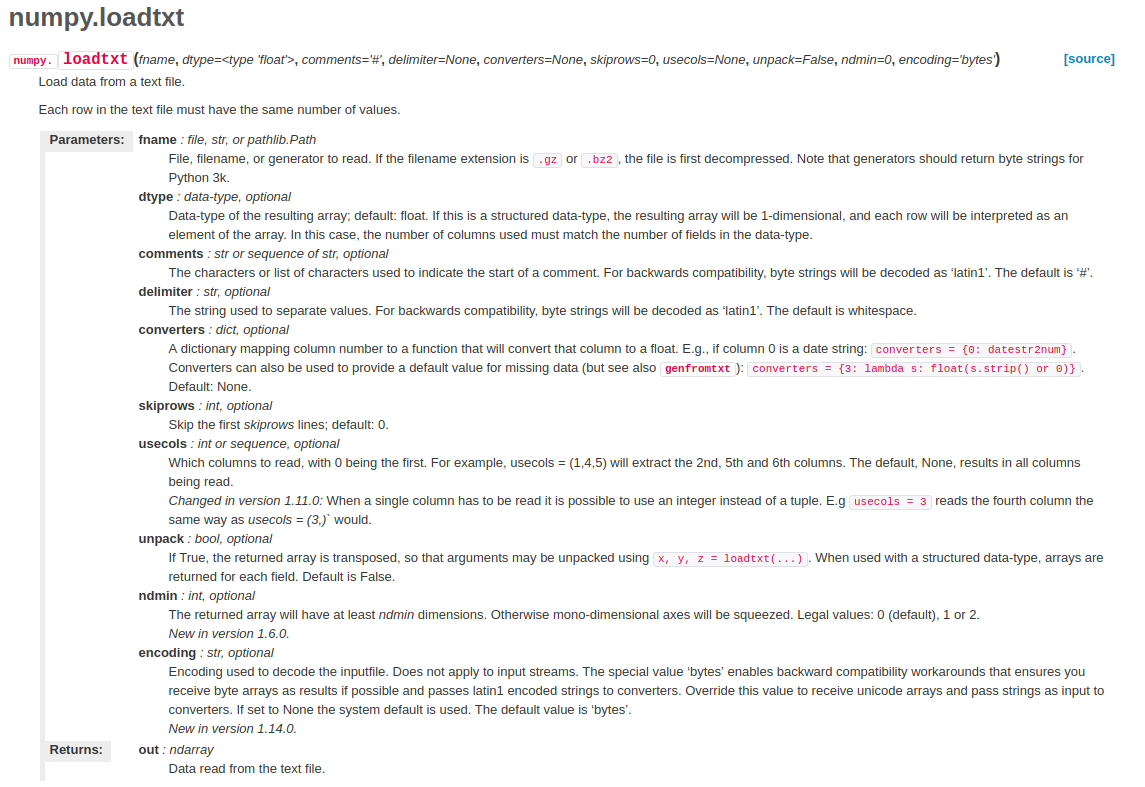 numpy.loadtxt
numpy. loadtxt (fname, dtype=<type 'float'>, comments='#', delimiter=None, converters=None, skiprows=0, usecols=None, unpack=False, ndmin=0, encoding='bytes') [source]
Load data from a text file.
Each row in the text file must have the same number of values.
Parameters: fname : file, str, or pathlib.Path
File, filename, or generator to read. If the filename extension is .gz or .bz2, the file is first decompressed. Note that generators should return byte strings for
Python 3k.
dtype : data-type, optional
Data-type of the resulting array; default: float. If this is a structured data-type, the resulting array will be 1-dimensional, and each row will be interpreted as an
element of the array. In this case, the number of columns used must match the number of fields in the data-type.
comments : str or sequence of str, optional
The characters or list of characters used to indicate the start of a comment. For backwards compatibility, byte strings will be decoded as ‘latin1’. The default is ‘#’.
delimiter : str, optional
The string used to separate values. For backwards compatibility, byte strings will be decoded as ‘latin1’. The default is whitespace.
converters : dict, optional
A dictionary mapping column number to a function that will convert that column to a float. E.g., if column 0 is a date string: converters = {0: datestr2num}.
Converters can also be used to provide a default value for missing data (but see also genfromtxt): converters = {3: lambda s: float(s.strip() or 0)}.
Default: None.
skiprows : int, optional
Skip the first skiprows lines; default: 0.
usecols : int or sequence, optional
Which columns to read, with 0 being the first. For example, usecols = (1,4,5) will extract the 2nd, 5th and 6th columns. The default, None, results in all columns
being read.
Changed in version 1.11.0: When a single column has to be read it is possible to use an integer instead of a tuple. E.g usecols = 3 reads the fourth column the
same way as usecols = (3,)` would.
unpack : bool, optional
If True, the returned array is transposed, so that arguments may be unpacked using x, y, z = loadtxt(...). When used with a structured data-type, arrays are
returned for each field. Default is False.
ndmin : int, optional
The returned array will have at least ndmin dimensions. Otherwise mono-dimensional axes will be squeezed. Legal values: 0 (default), 1 or 2.
New in version 1.6.0.
encoding : str, optional
Encoding used to decode the inputfile. Does not apply to input streams. The special value ‘bytes’ enables backward compatibility workarounds that ensures you
receive byte arrays as results if possible and passes latin1 encoded strings to converters. Override this value to receive unicode arrays and pass strings as input to
converters. If set to None the system default is used. The default value is ‘bytes’.
New in version 1.14.0.
Returns: out : ndarray
Data read from the text file.